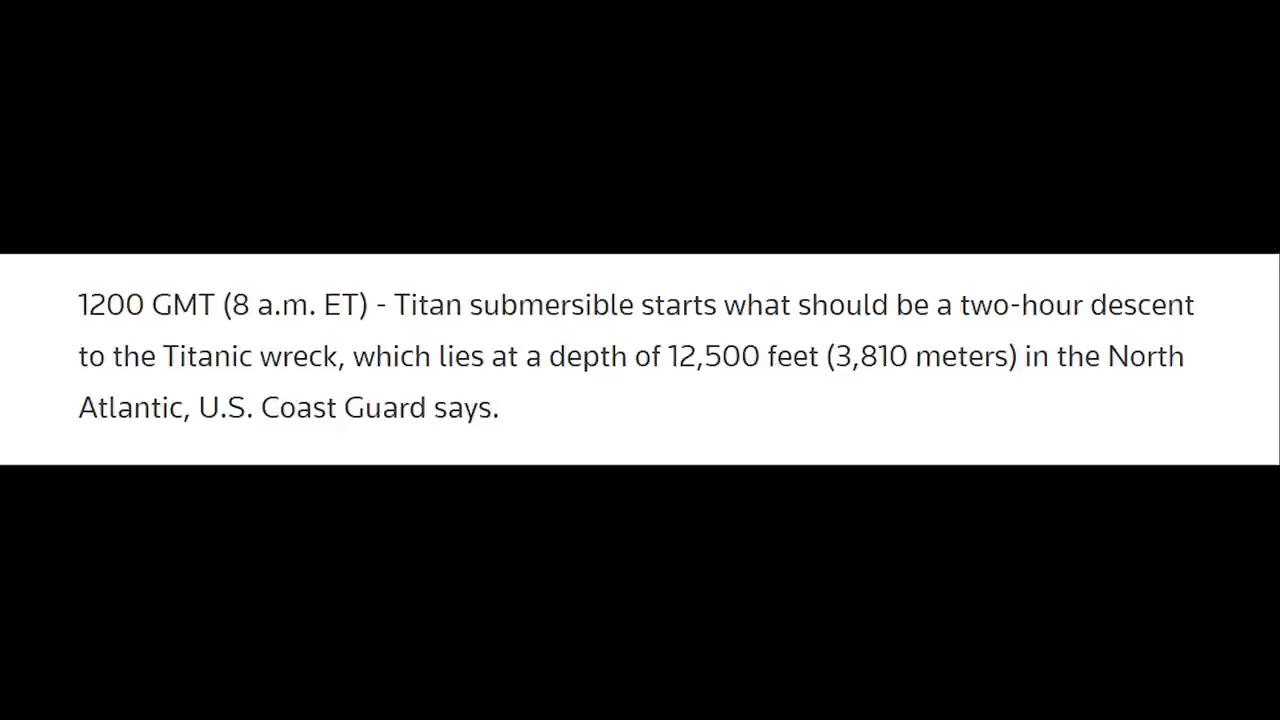 1200 GMT (8 a.m. ET) - Titan submersible starts what should be a two-hour descent
to the Titanic wreck, which lies at a depth of 12,500 feet (3,810 meters) in the North
Atlantic, U.S. Coast Guard says.